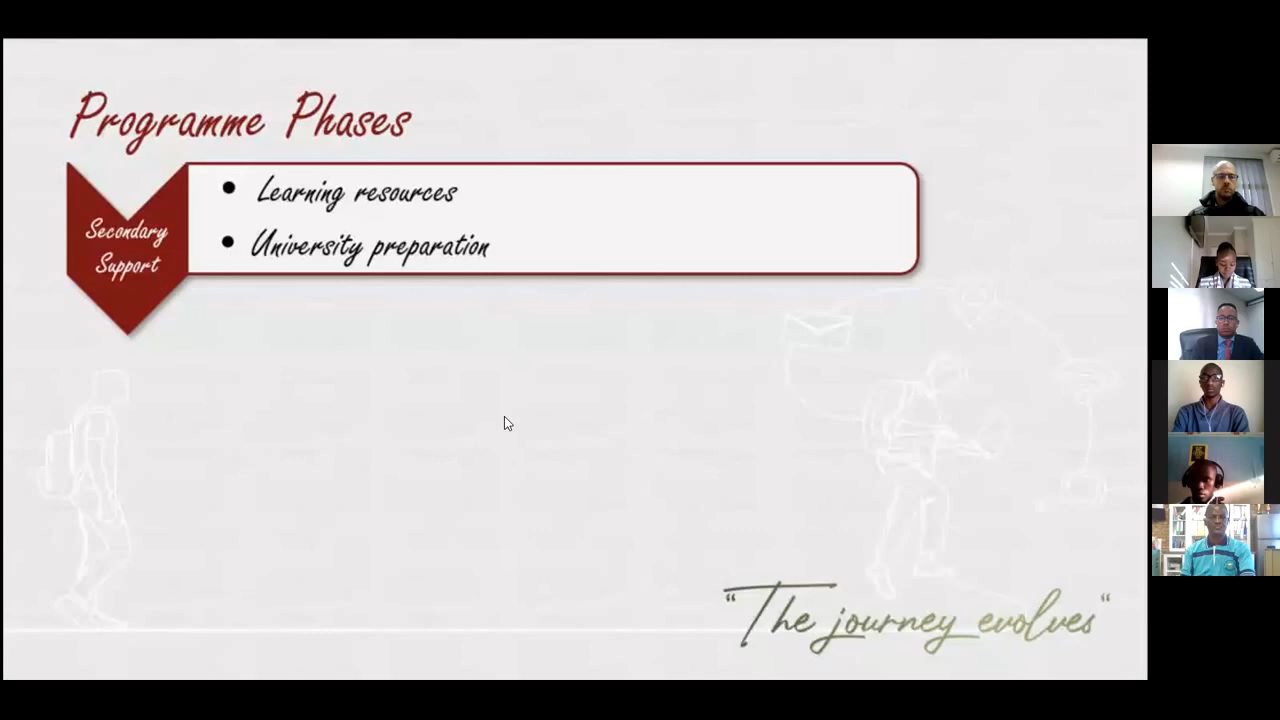 Programme Phases
Secondary
Support
• Learning resources
• University preparation
"The journey evolves"